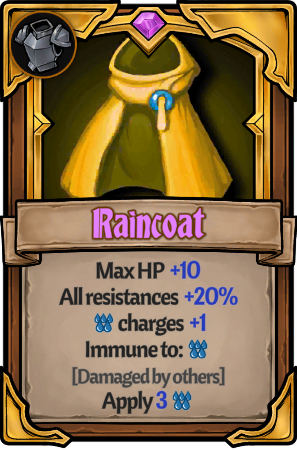 Raincoat
Max HP +10
All resistances +20%
charges +1
Immune to:
[Damaged by others]
Apply 3